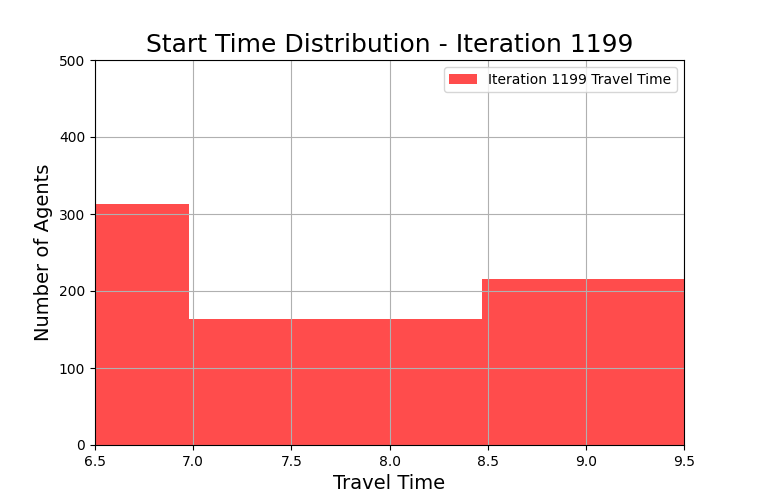 Start Time Distribution - Iteration 1199
Iteration 1199 Travel Time
Number of Agents
500
400
300
200
100
0
6.5 7.0 7.5 8.0 8.5 9.0 9.5
Travel Time